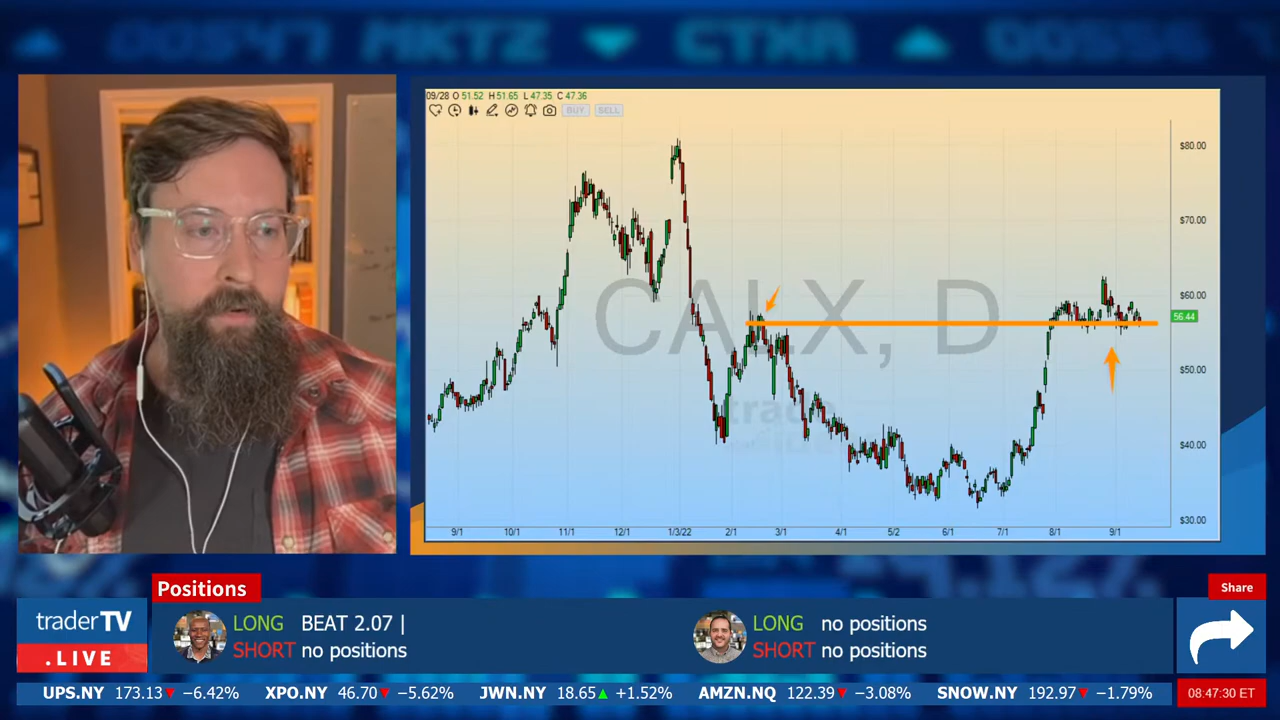 00547 MKTZ CTXR 00556
09/28 O 51.52 H 51.65 L 47.35 C 47.36
BUY SELL
CALX, D
$80.00
$70.00
$60.00
56.44
$50.00
$40.00
$30.00
9/1 10/1 11/1 12/1 1/3/22 2/1 3/1 4/1 5/2 6/1 7/1 8/1 9/1
Positions
Share
traderTV
.LIVE
LONG BEAT 2.07 |
SHORT no positions
LONG no positions
SHORT no positions
UPS.NY 173.13 −6.42% XPO.NY 46.70 −5.62% JWN.NY 18.65 +1.52% AMZN.NQ 122.39 −3.08% SNOW.NY 192.97 −1.79%
08:47:30 ET